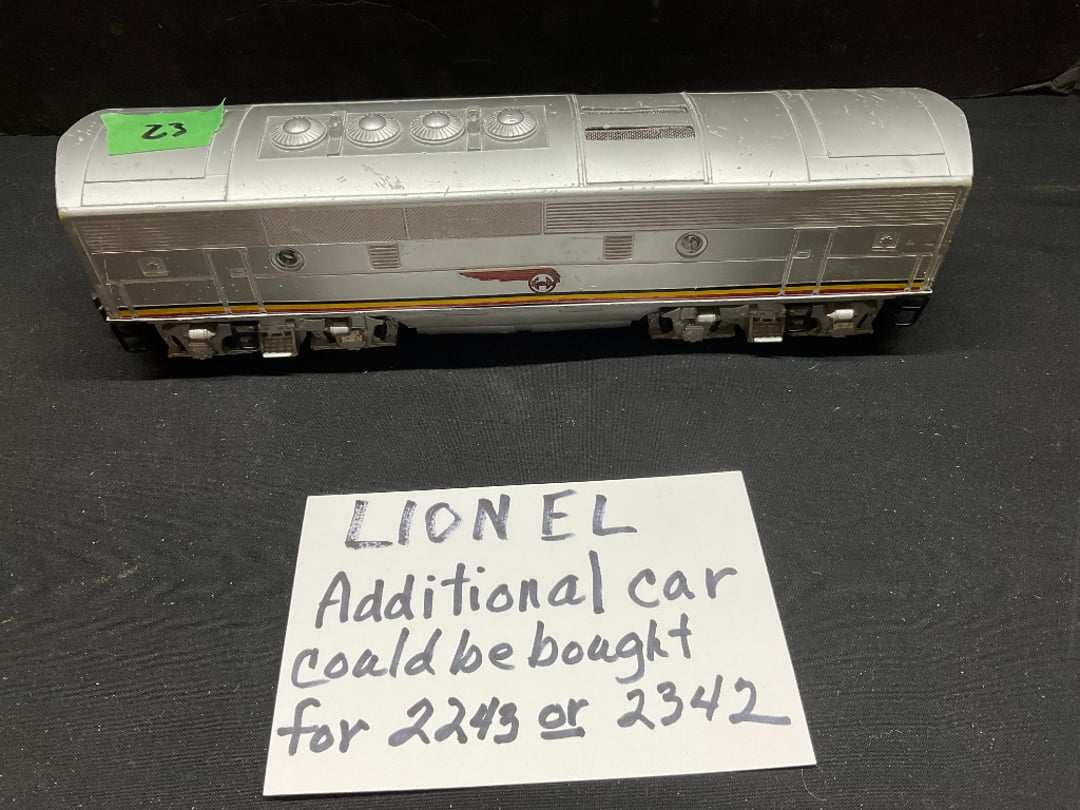 23
LIONEL
Additional car
could be bought
for 2243 or 2342